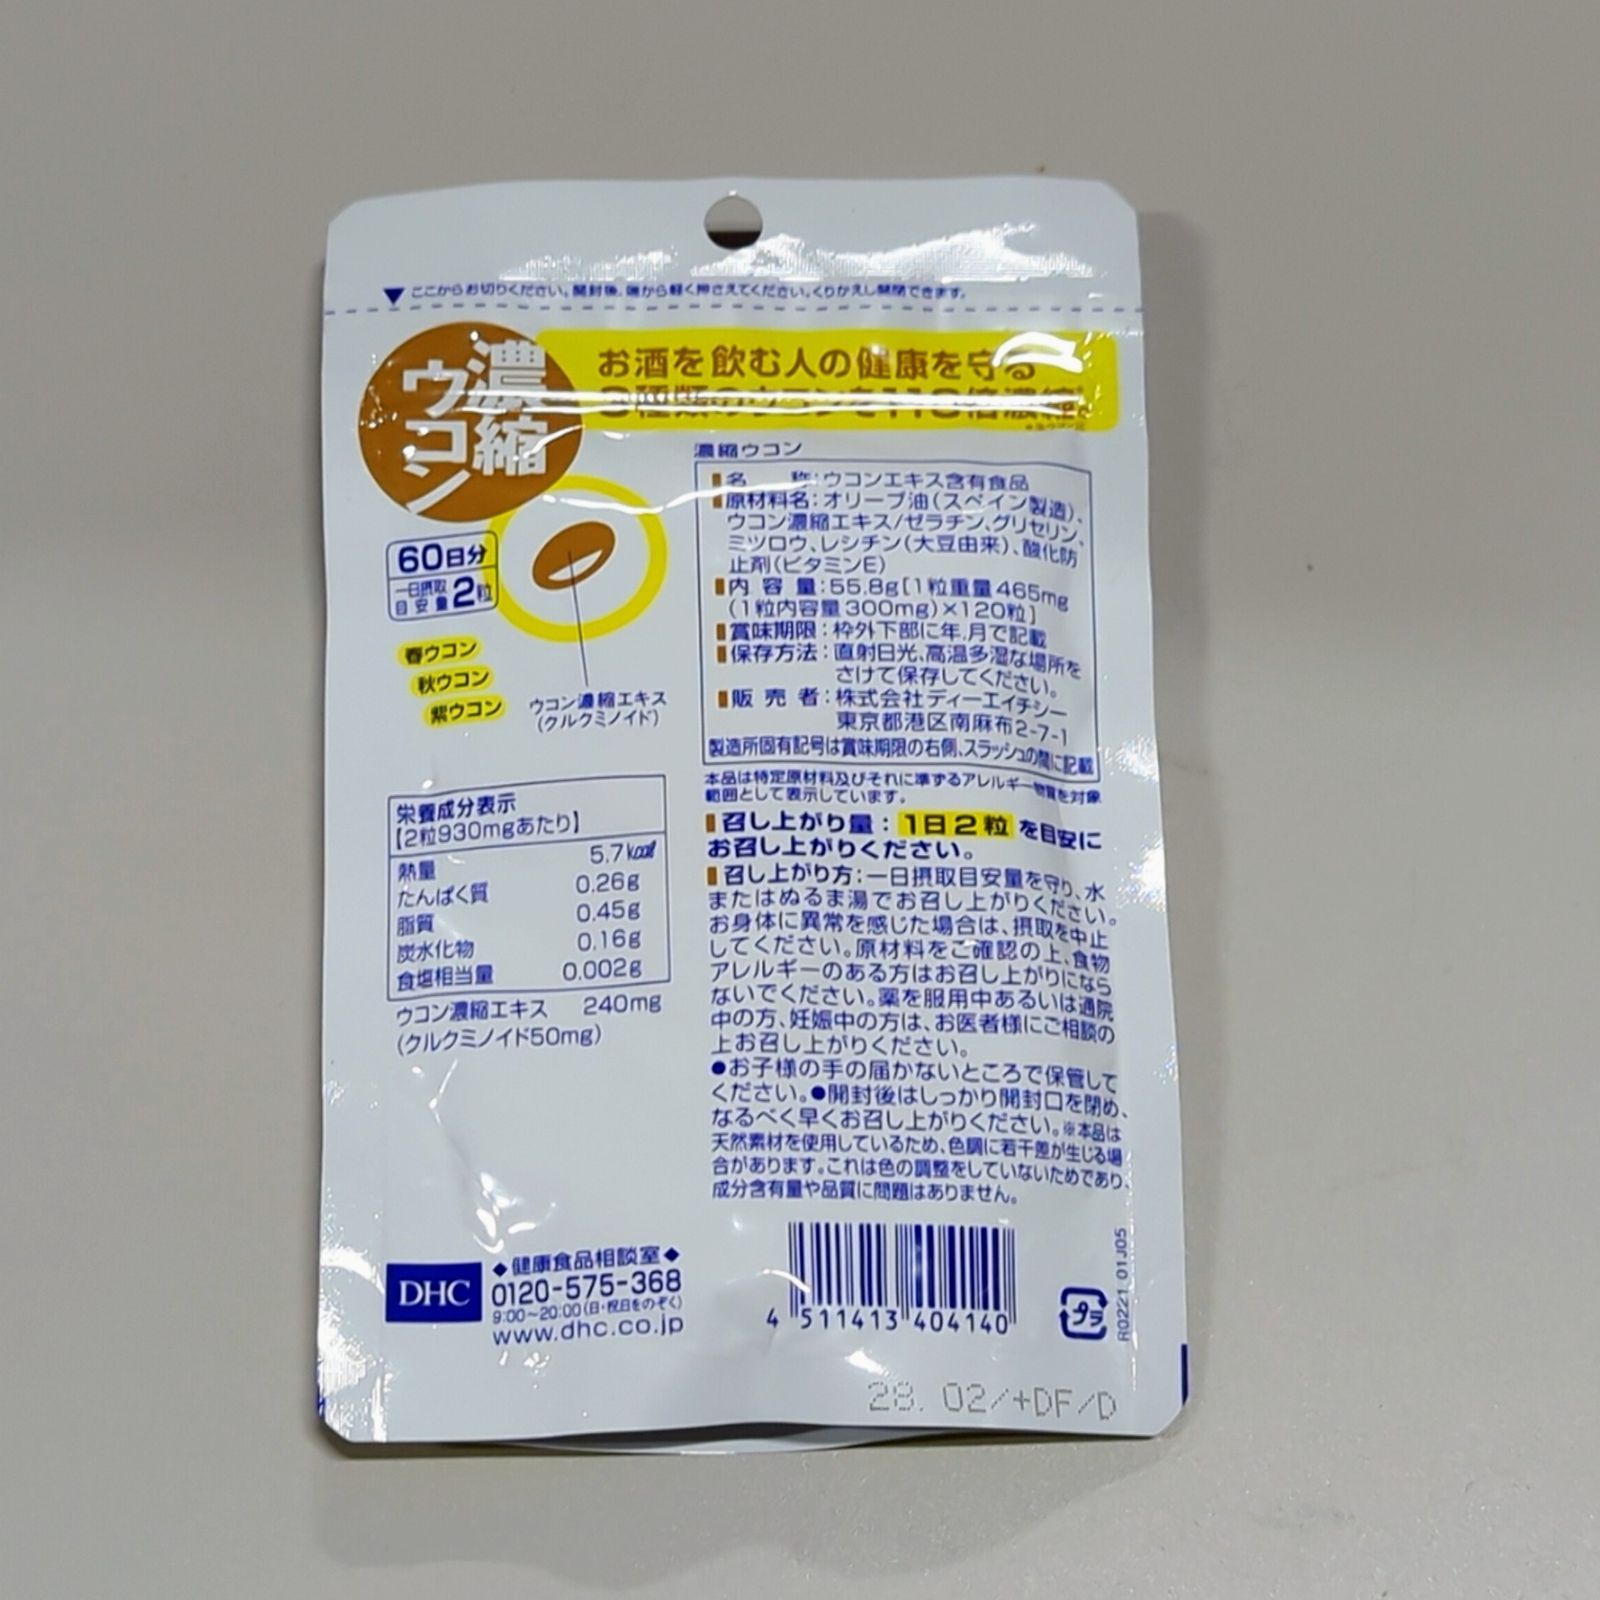 ここからお切りください。開封後、端から軽く押さえてください。くりかえし開閉できます。
濃縮
ウコン
お酒を飲む人の健康を守る
3種類のウコンを118倍濃縮*
60日分
一日摂取
目安量 2粒
春ウコン
秋ウコン
紫ウコン
ウコン濃縮エキス
(クルクミノイド)
栄養成分表示
【2粒930mgあたり】
熱量 5.7kcal
たんぱく質 0.26g
脂質 0.45g
炭水化物 0.16g
食塩相当量 0.002g
ウコン濃縮エキス 240mg
(クルクミノイド50mg)
濃縮ウコン
名称:ウコンエキス含有食品
原材料名:オリーブ油(スペイン製造)、
ウコン濃縮エキス/ゼラチン、グリセリン、
ミツロウ、レシチン(大豆由来)、酸化防
止剤(ビタミンE)
内容量:55.8g[1粒重量465mg
(1粒内容量300mg)×120粒]
賞味期限:枠外下部に年.月で記載
保存方法:直射日光、高温多湿な場所を
さけて保存してください。
販売者:株式会社ディーエイチシー
東京都港区南麻布2-7-1
製造所固有記号は賞味期限の右側、スラッシュの間に記載
本品は特定原材料及びそれに準ずるアレルギー物質を対象
範囲として表示しています。
召し上がり量:1日2粒を目安に
お召し上がりください。
召し上がり方:一日摂取目安量を守り、水
またはぬるま湯でお召し上がりください。
お身体に異常を感じた場合は、摂取を中止
してください。原材料をご確認の上、食物
アレルギーのある方はお召し上がりになら
ないでください。薬を服用中あるいは通院
中の方、妊娠中の方は、お医者様にご相談の
上お召し上がりください。
●お子様の手の届かないところで保管して
ください。●開封後はしっかり開封口を閉め、
なるべく早くお召し上がりください。※本品は
天然素材を使用しているため、色調に若干差が生じる場
合があります。これは色の調整をしていないためであり、
成分含有量や品質に問題はありません。
DHC
◆健康食品相談室◆
0120-575-368
9:00~20:00(日・祝日をのぞく)
www.dhc.co.jp
4 511413 404140
プラ
R0221 01J05
28. 02/+DF/D